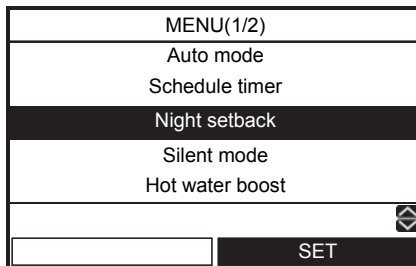 MENU(1/2)
Auto mode
Schedule timer
Night setback
Silent mode
Hot water boost
SET